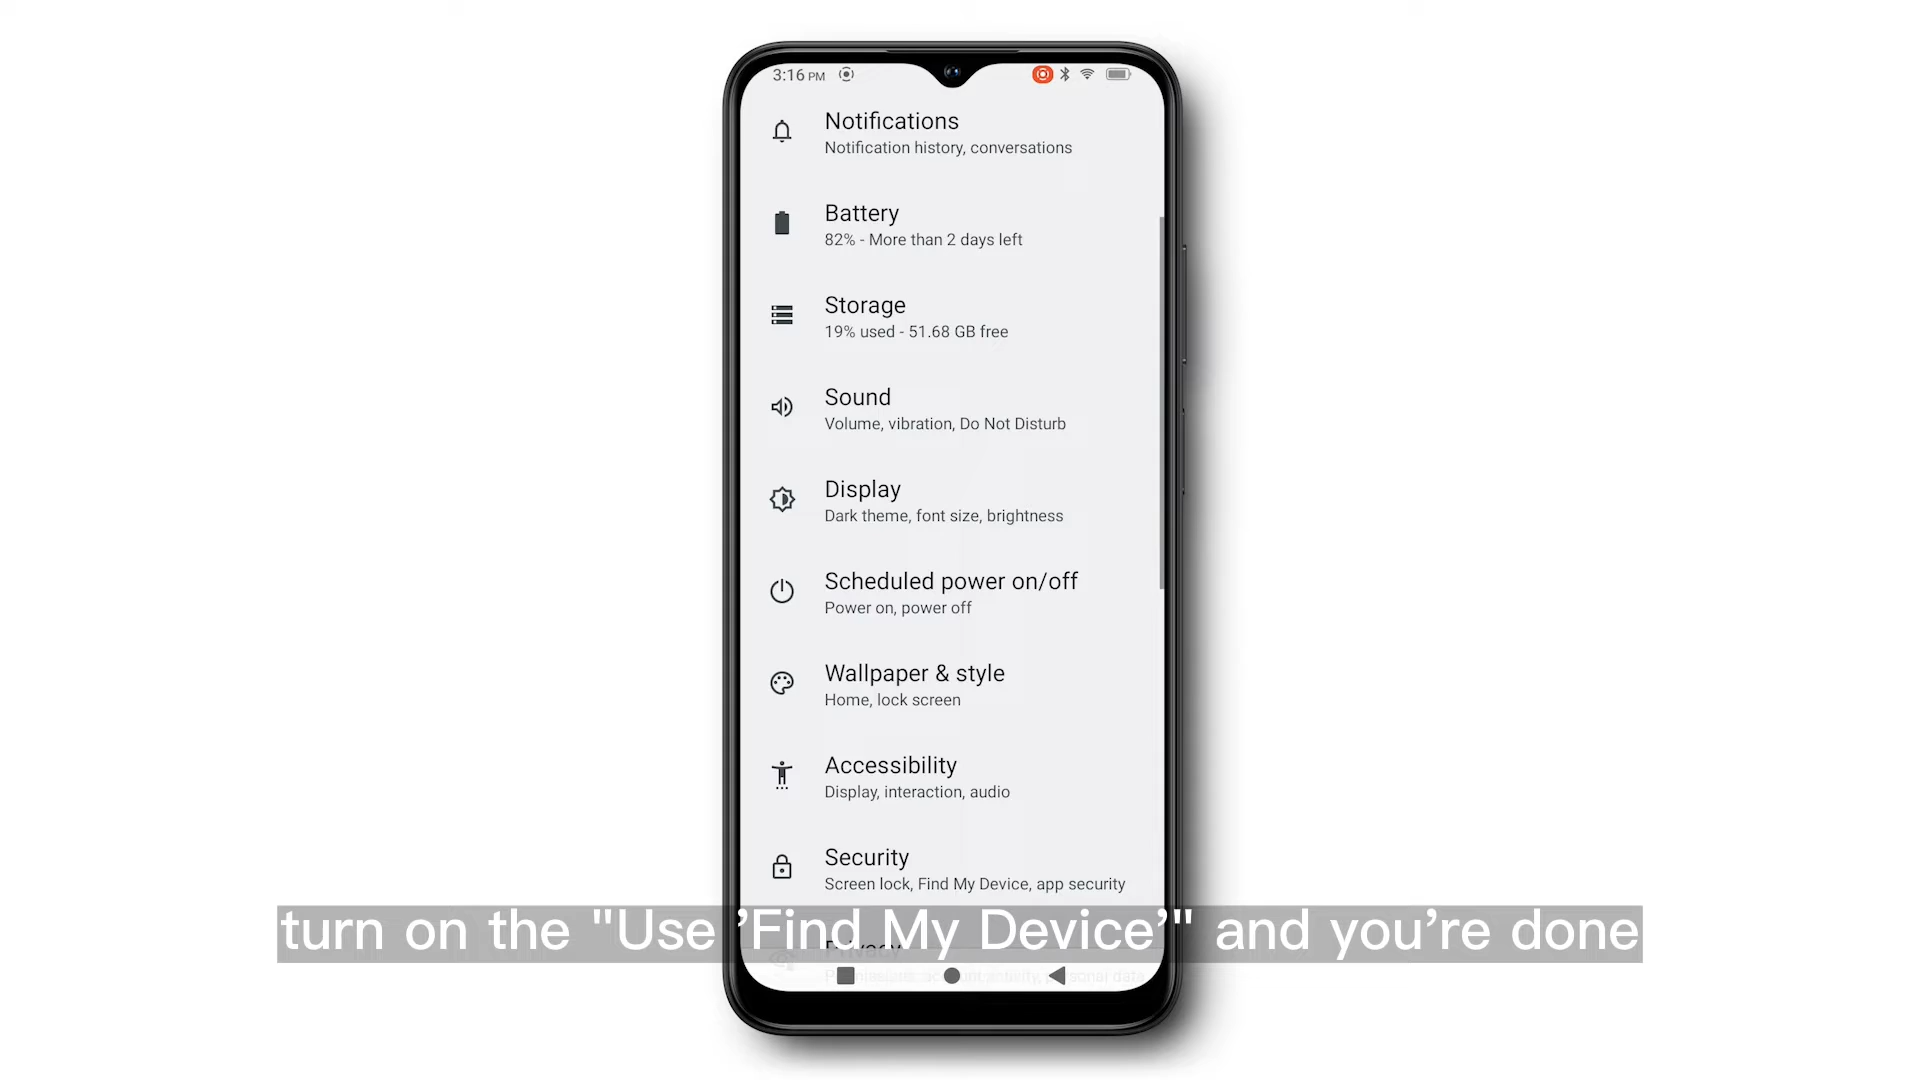 3:16 PM
Notifications
Notification history, conversations
Battery
82% - More than 2 days left
Storage
19% used - 51.68 GB free
Sound
Volume, vibration, Do Not Disturb
Display
Dark theme, font size, brightness
Scheduled power on/off
Power on, power off
Wallpaper & style
Home, lock screen
Accessibility
Display, interaction, audio
Security
Screen lock, Find My Device, app security
turn on the "Use 'Find My Device’" and you’re done
Privacy